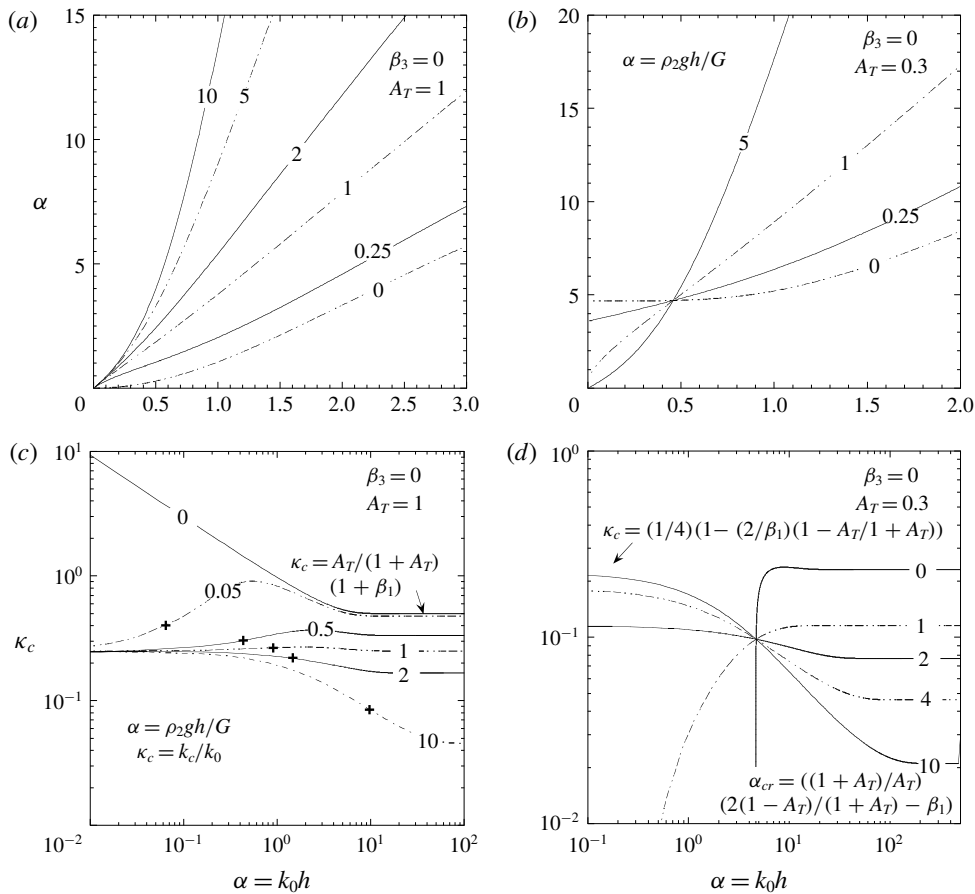 (a)
15
10
5
α
0
0.5
1.0
1.5
2.0
2.5
3.0
β3 = 0
AT = 1
10
5
2
1
0.25
0
(b)
20
15
10
5
0
0.5
1.0
1.5
2.0
α = ρ2gh/G
β3 = 0
AT = 0.3
5
1
0.25
0
(c)
10^1
10^0
κc
10^−1
10^−2
10^−1
10^0
10^1
10^2
α = k0h
β3 = 0
AT = 1
0
κc = AT/(1 + AT)
(1 + β1)
0.05
0.5
1
2
10
α = ρ2gh/G
κc = kc/k0
(d)
10^0
10^−1
10^−2
10^−1
10^0
10^1
10^2
α = k0h
β3 = 0
AT = 0.3
κc = (1/4)(1− (2/β1)(1 − AT/1 + AT))
0
1
2
4
10
αcr = ((1 + AT)/AT)
(2(1 − AT)/(1 + AT) − β1)